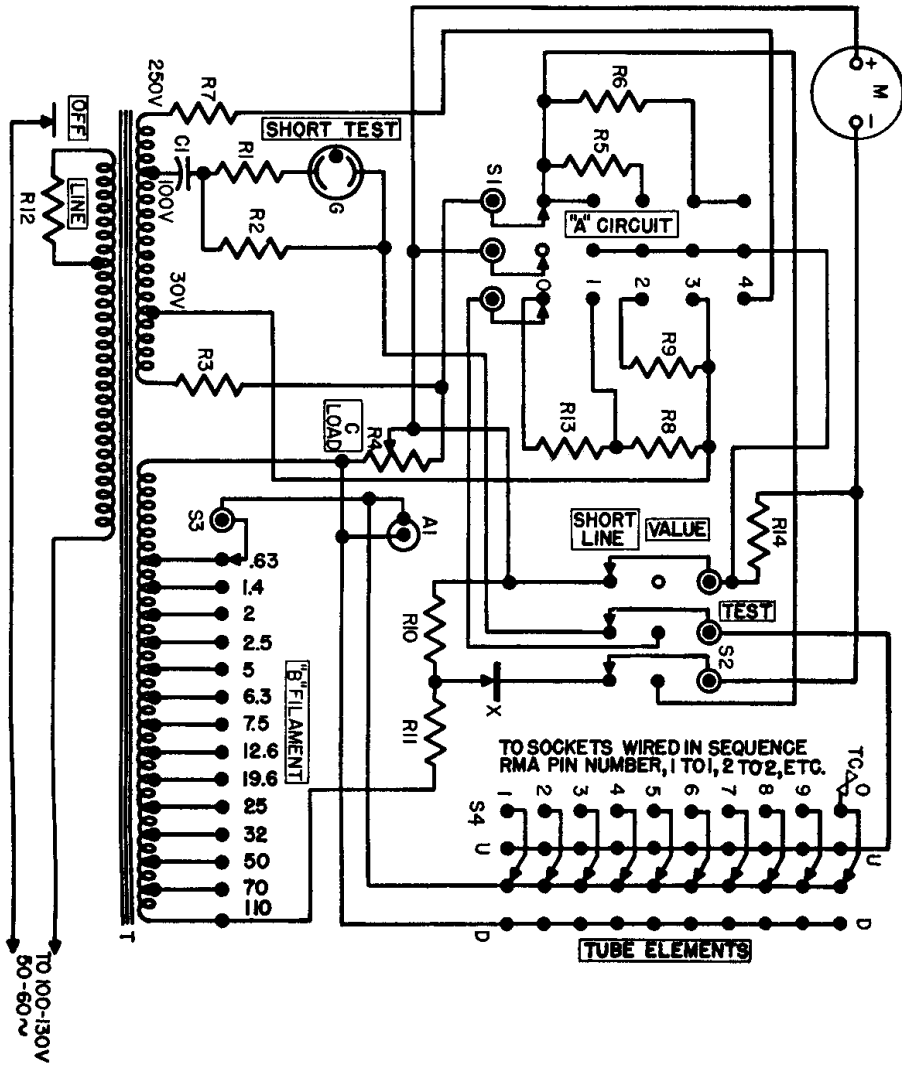 +
M
−
250V
R7
OFF
LINE
R12
C1
100V
R1
SHORT TEST
G
R2
30V
R3
S1
R6
R5
"A" CIRCUIT
0
1
2
3
4
R9
R13
R8
C
LOAD
R4
A1
S3
.63
1.4
2
2.5
5
6.3
7.5
12.6
19.6
25
32
50
70
110
"B" FILAMENT
T
SHORT
LINE
VALUE
R14
TEST
S2
R10
R11
X
TO SOCKETS WIRED IN SEQUENCE
RMA PIN NUMBER, 1 TO 1, 2 TO 2, ETC.
TC
S4
1
2
3
4
5
6
7
8
9
0
U
U
D
D
TUBE ELEMENTS
TO 100-130V
50-60~